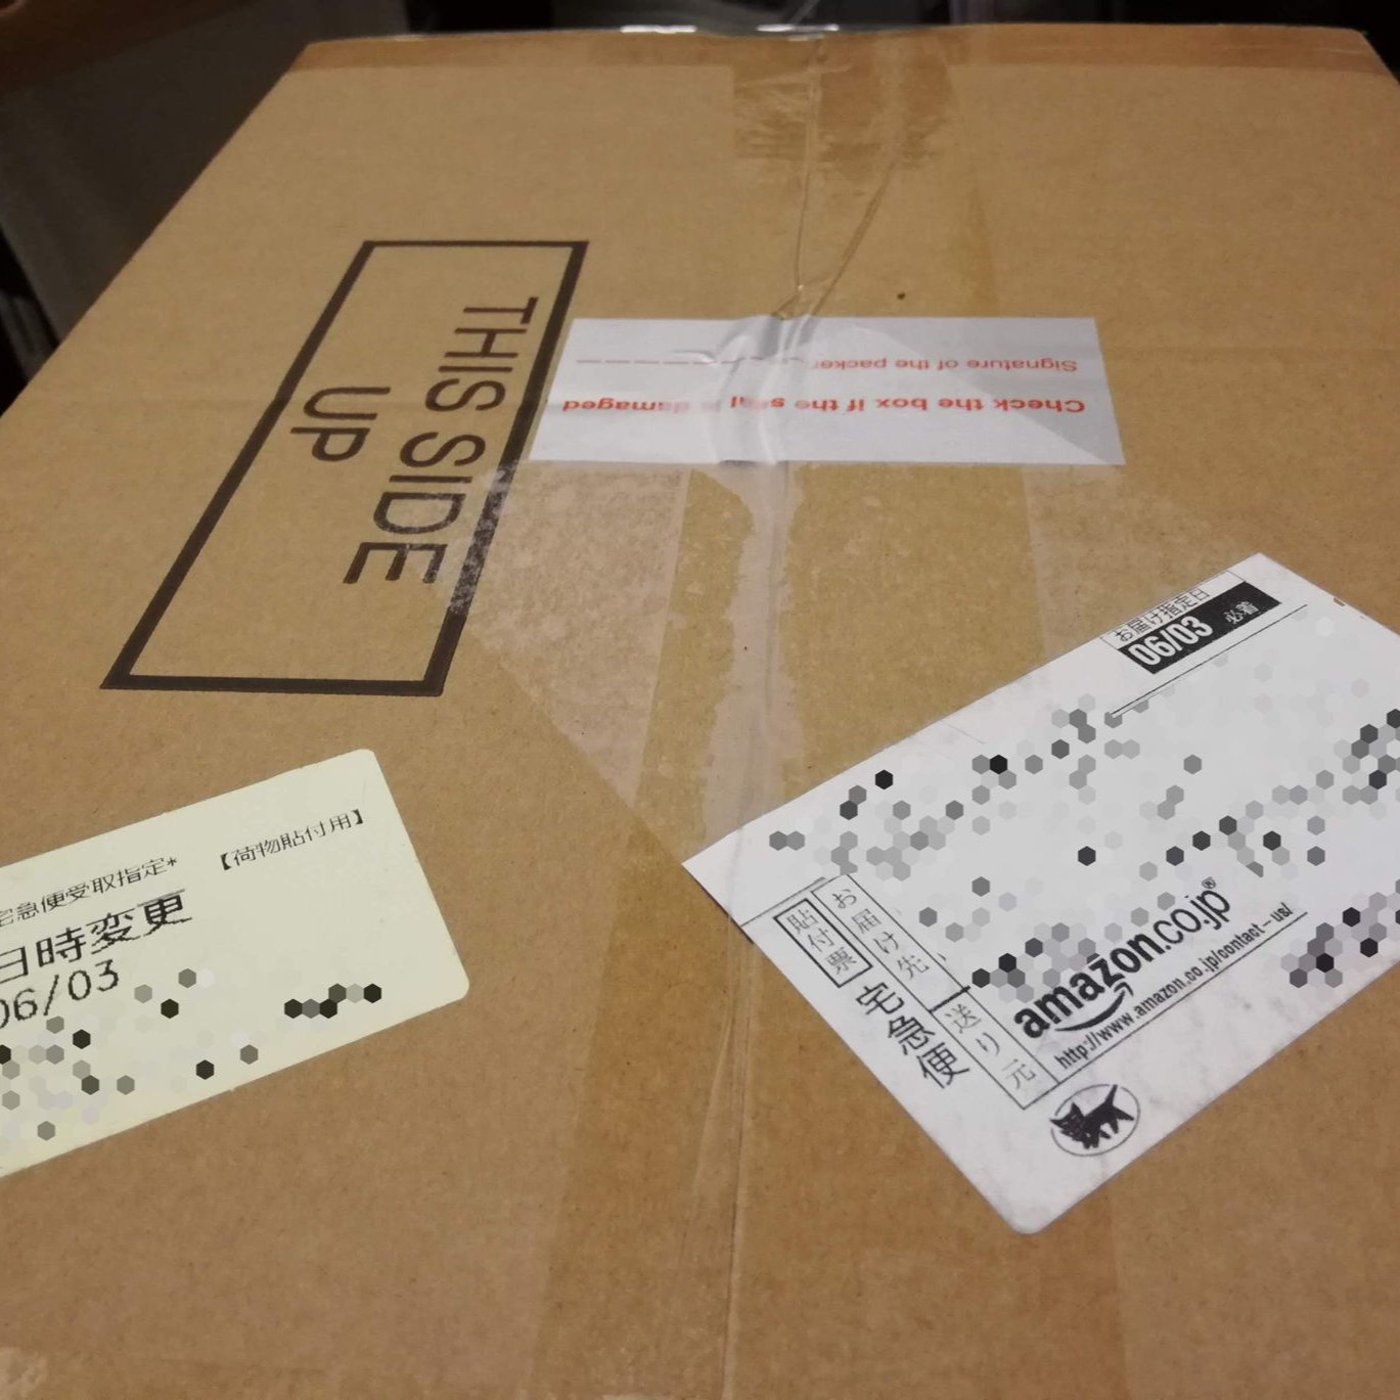 THIS SIDE
UP
Signature of the packer
Check the box if the seal is damaged
お届け指定日
06/03 必着
お届け先
貼付票
宅急便
送り元
amazon.co.jp®
http://www.amazon.co.jp/contact-us/
【荷物貼付用】
宅急便受取指定*
日時変更
06/03